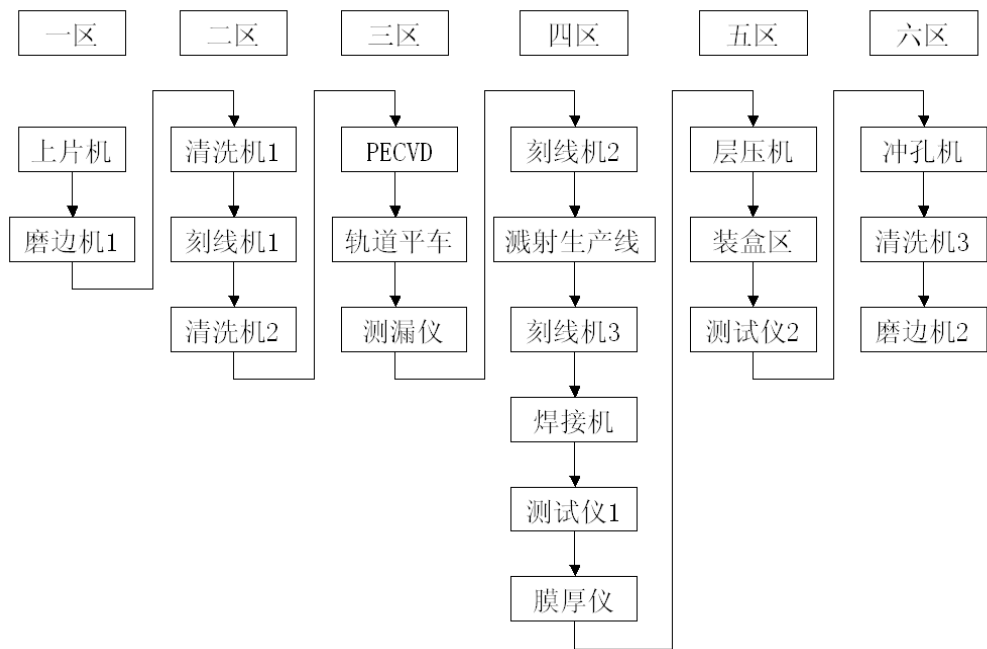 一区
二区
三区
四区
五区
六区
上片机
磨边机1
清洗机1
刻线机1
清洗机2
PECVD
轨道平车
测漏仪
刻线机2
溅射生产线
刻线机3
焊接机
测试仪1
膜厚仪
层压机
装盒区
测试仪2
冲孔机
清洗机3
磨边机2